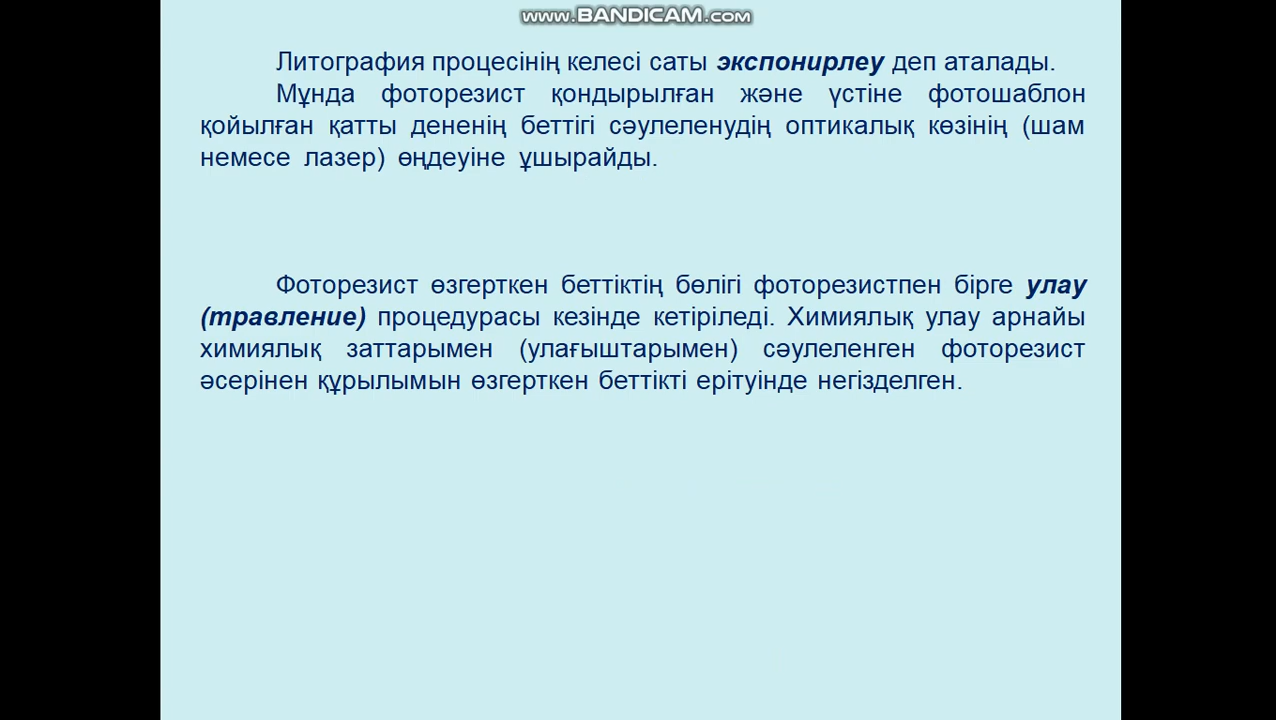 www.BANDICAM.com
Литография процесінің келесі саты экспонирлеу деп аталады.
Мұнда фоторезист қондырылған және үстіне фотошаблон
қойылған қатты дененің беттігі сәулеленудің оптикалық көзінің (шам
немесе лазер) өңдеуіне ұшырайды.
Фоторезист өзгерткен беттіктің бөлігі фоторезистпен бірге улау
(травление) процедурасы кезінде кетіріледі. Химиялық улау арнайы
химиялық заттарымен (улағыштарымен) сәулеленген фоторезист
әсерінен құрылымын өзгерткен беттікті ерітуінде негізделген.